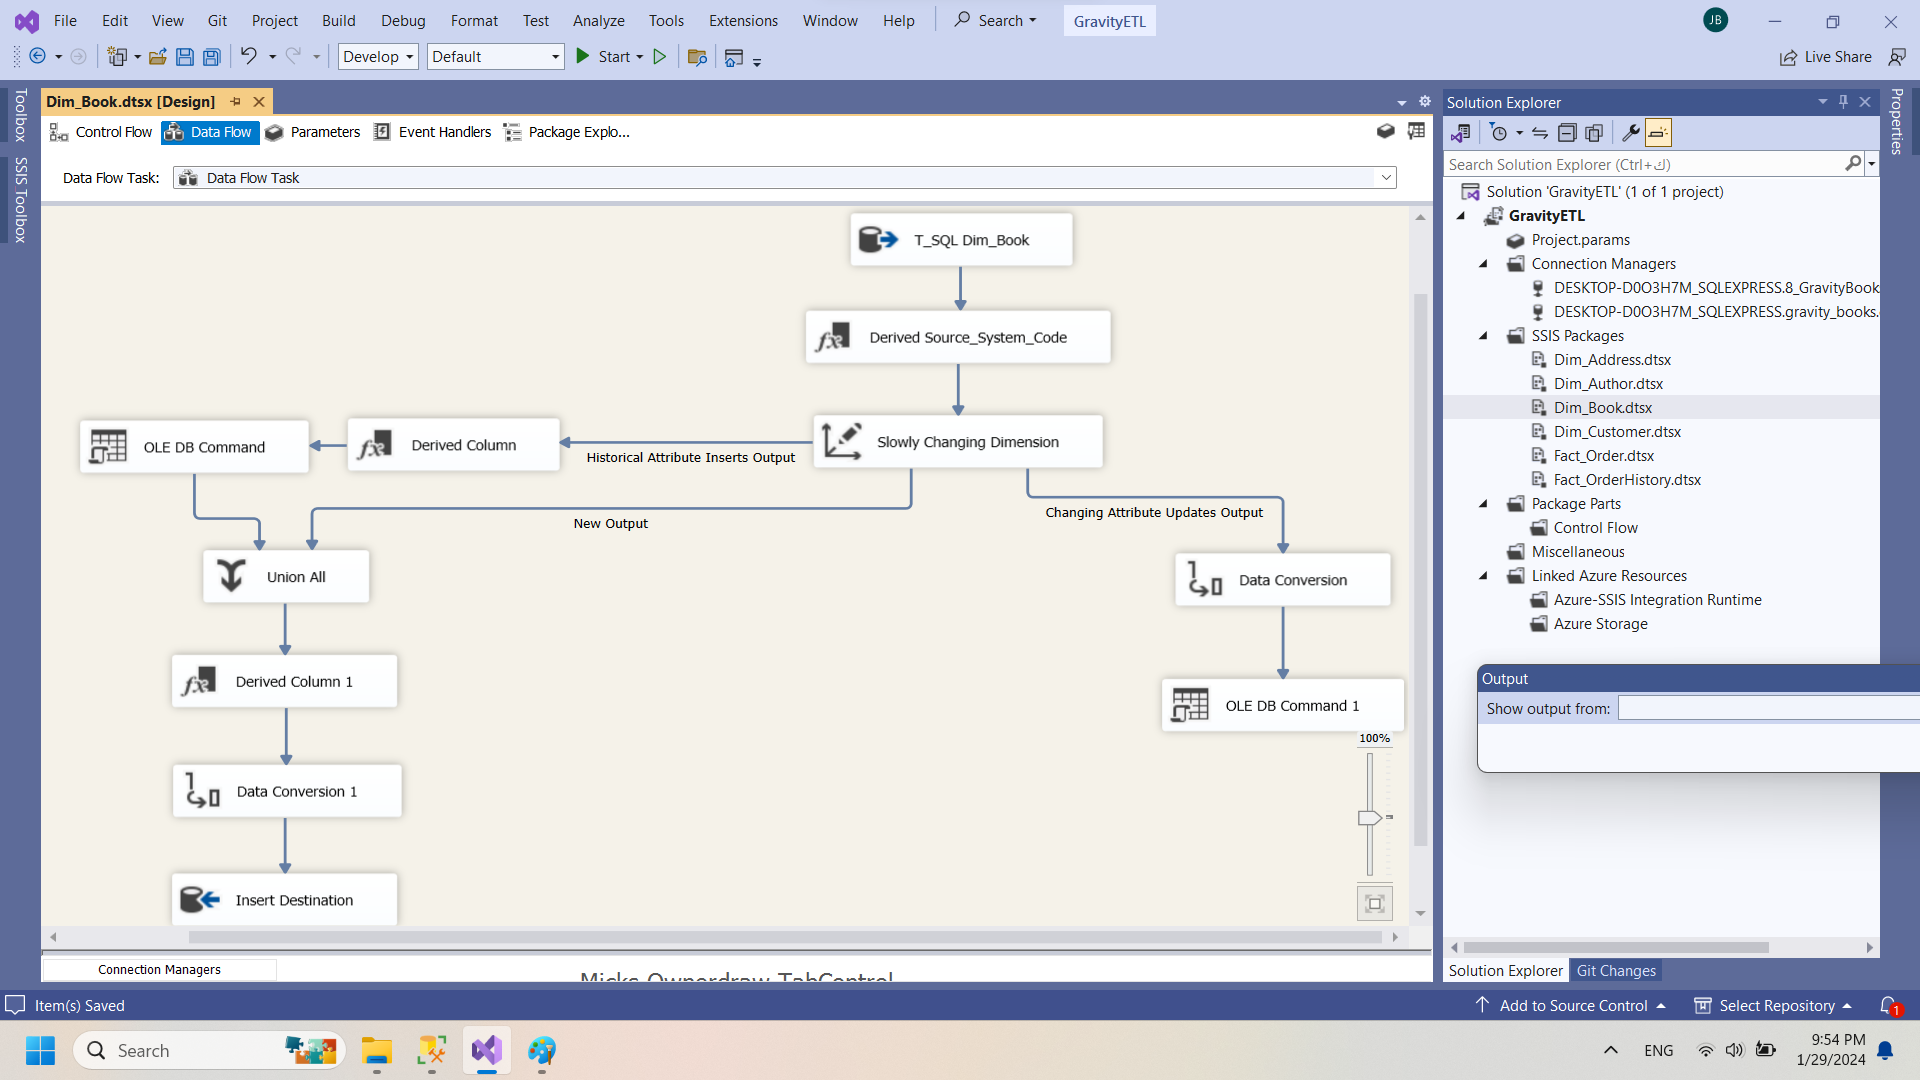 File Edit View Git Project Build Debug Format Test Analyze Tools Extensions Window Help Search GravityETL JB
Develop Default Start Live Share
Toolbox
SSIS Toolbox
Dim_Book.dtsx [Design]
Control Flow Data Flow Parameters Event Handlers Package Explo...
Data Flow Task: Data Flow Task
T_SQL Dim_Book
Derived Source_System_Code
OLE DB Command
Derived Column
Historical Attribute Inserts Output
Slowly Changing Dimension
New Output
Changing Attribute Updates Output
Union All
Data Conversion
Derived Column 1
OLE DB Command 1
100%
Data Conversion 1
Insert Destination
Connection Managers
Solution Explorer
Properties
Search Solution Explorer (Ctrl+ك)
Solution 'GravityETL' (1 of 1 project)
GravityETL
Project.params
Connection Managers
DESKTOP-D0O3H7M_SQLEXPRESS.8_GravityBook
DESKTOP-D0O3H7M_SQLEXPRESS.gravity_books.
SSIS Packages
Dim_Address.dtsx
Dim_Author.dtsx
Dim_Book.dtsx
Dim_Customer.dtsx
Fact_Order.dtsx
Fact_OrderHistory.dtsx
Package Parts
Control Flow
Miscellaneous
Linked Azure Resources
Azure-SSIS Integration Runtime
Azure Storage
Output
Show output from:
Solution Explorer Git Changes
Micks Ownerdraw TabControl
Item(s) Saved
Add to Source Control Select Repository 1
Search
ENG
9:54 PM
1/29/2024